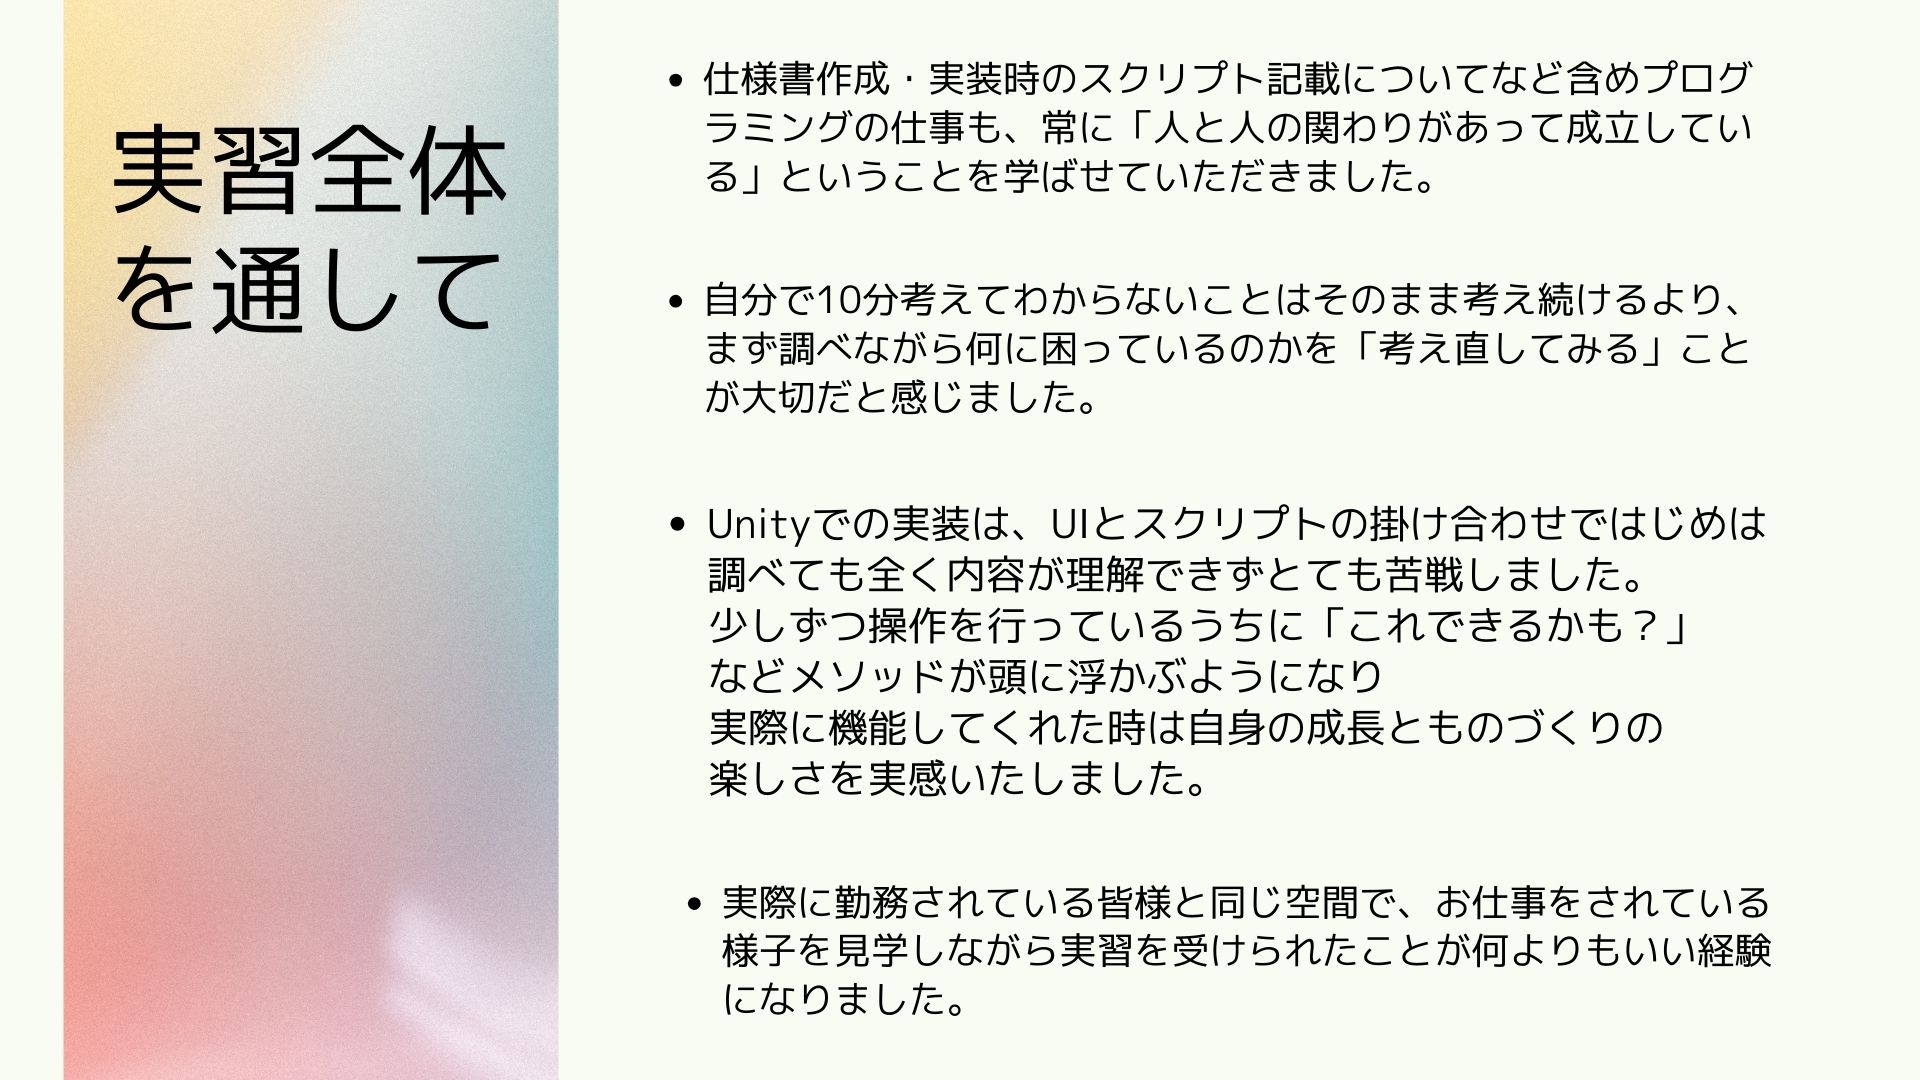 実習全体
を通して
• 仕様書作成・実装時のスクリプト記載についてなど含めプログ
ラミングの仕事も、常に「人と人の関わりがあって成立してい
る」ということを学ばせていただきました。
• 自分で10分考えてわからないことはそのまま考え続けるより、
まず調べながら何に困っているのかを「考え直してみる」こと
が大切だと感じました。
• Unityでの実装は、UIとスクリプトの掛け合わせではじめは
調べても全く内容が理解できずとても苦戦しました。
少しずつ操作を行っているうちに「これできるかも？」
などメソッドが頭に浮かぶようになり
実際に機能してくれた時は自身の成長とものづくりの
楽しさを実感いたしました。
• 実際に勤務されている皆様と同じ空間で、お仕事をされている
様子を見学しながら実習を受けられたことが何よりもいい経験
になりました。